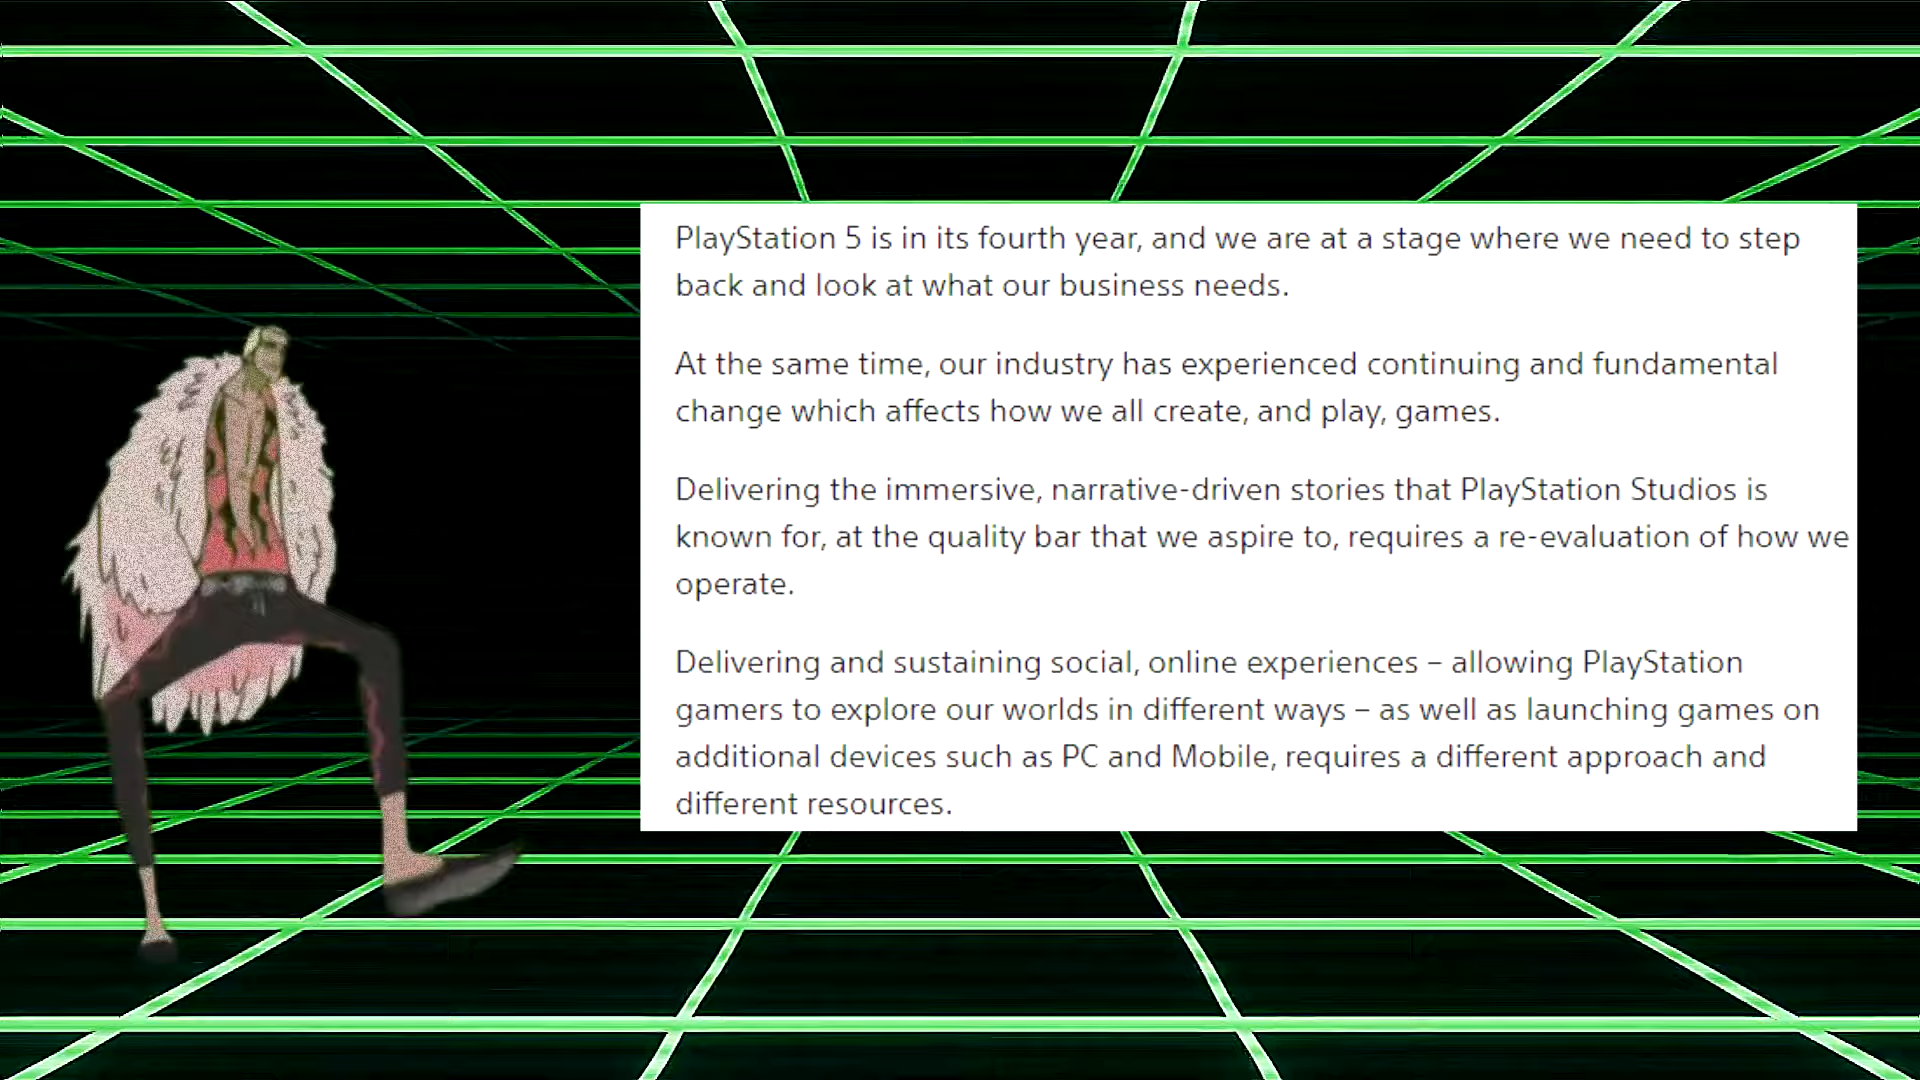 PlayStation 5 is in its fourth year, and we are at a stage where we need to step
back and look at what our business needs.
At the same time, our industry has experienced continuing and fundamental
change which affects how we all create, and play, games.
Delivering the immersive, narrative-driven stories that PlayStation Studios is
known for, at the quality bar that we aspire to, requires a re-evaluation of how we
operate.
Delivering and sustaining social, online experiences – allowing PlayStation
gamers to explore our worlds in different ways – as well as launching games on
additional devices such as PC and Mobile, requires a different approach and
different resources.